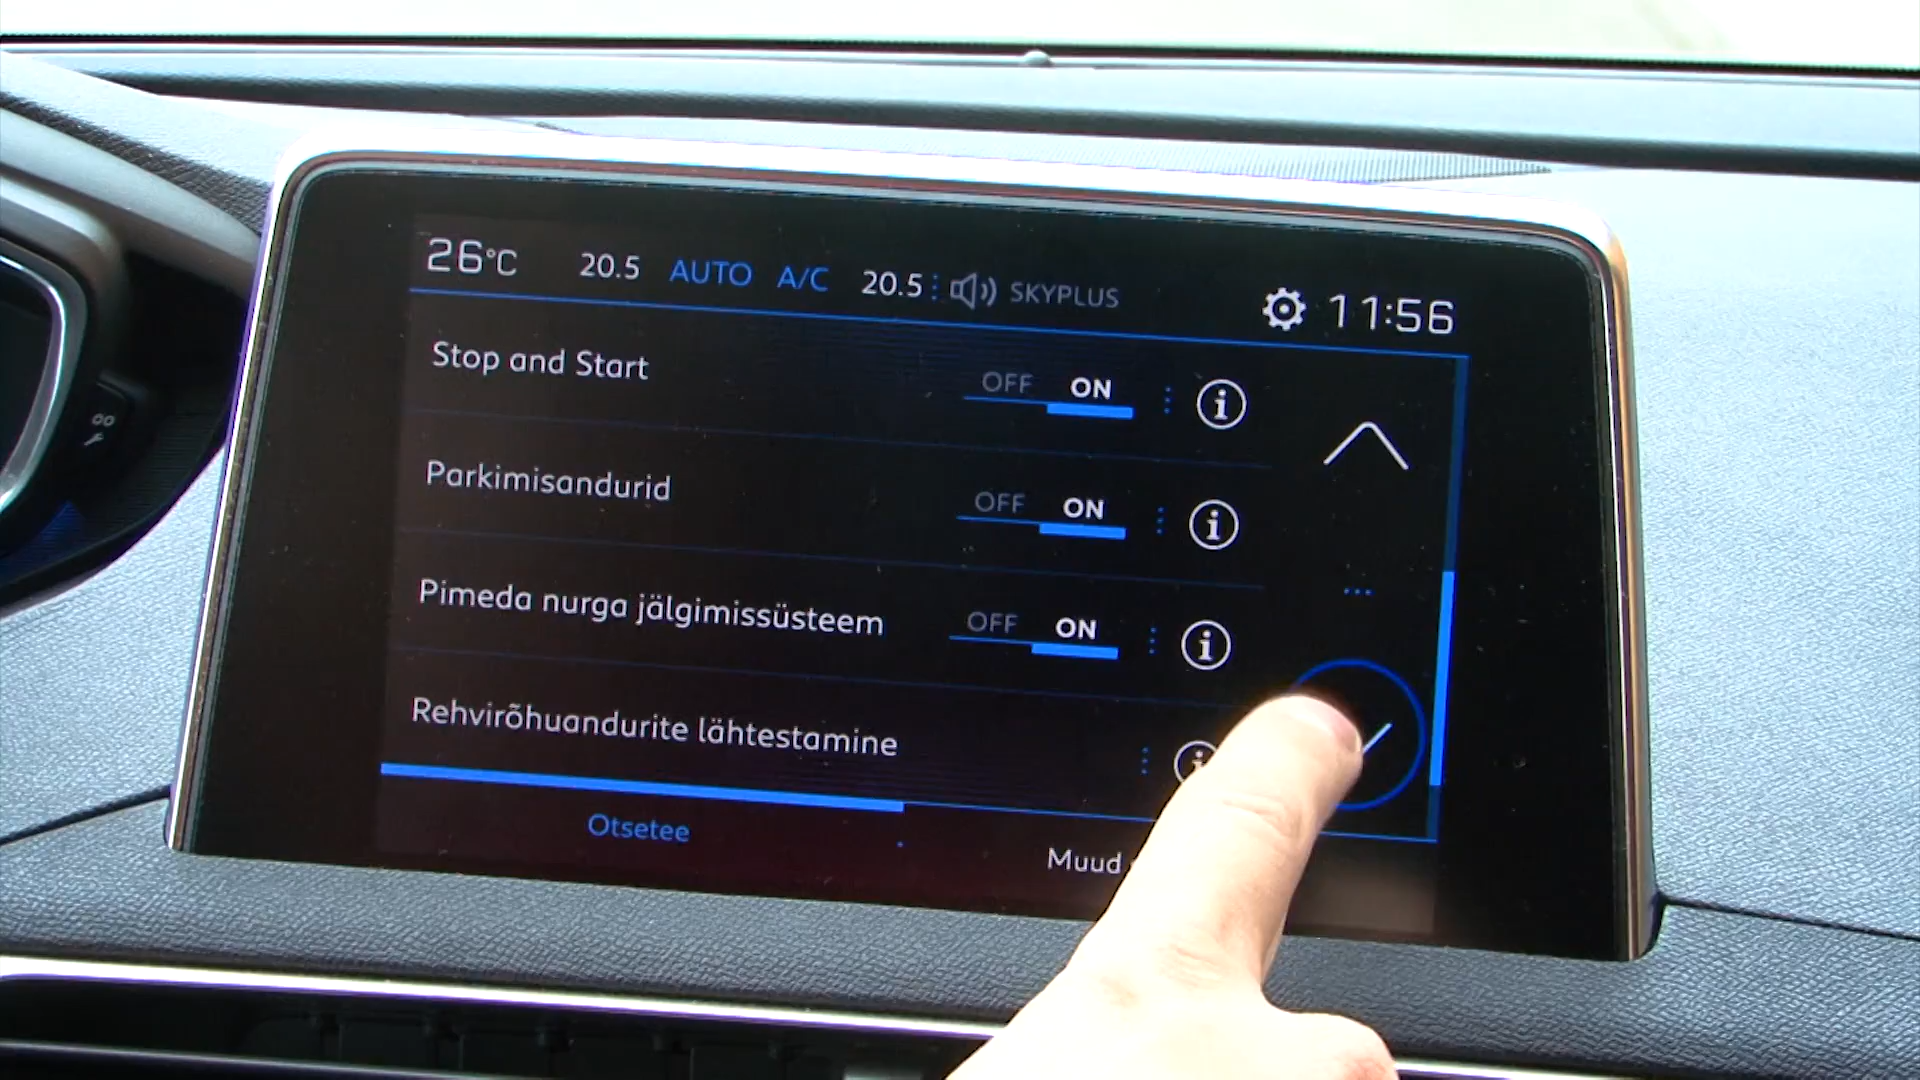 26°C 20.5 AUTO A/C 20.5 SKYPLUS 11:56
Stop and Start OFF ON
Parkimisandurid OFF ON
Pimeda nurga jälgimissüsteem OFF ON
Rehvirõhuandurite lähtestamine
Otsetee Muud